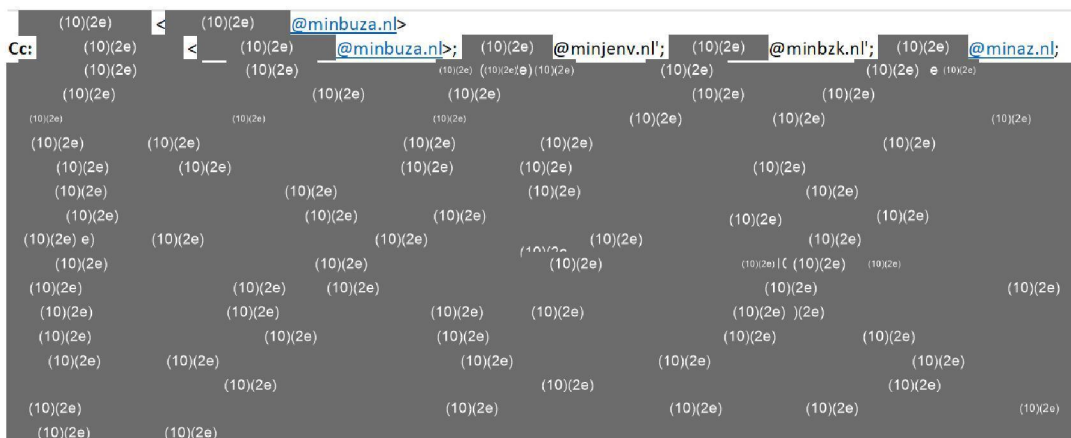 (10)(2e) < (10)(2e) @minbuza.nl>
Cc: (10)(2e) < (10)(2e) @minbuza.nl>; (10)(2e) @minjenv.nl'; (10)(2e) @minbzk.nl'; (10)(2e) @minaz.nl;
(10)(2e) (10)(2e) (10)(2e) (10)(2e) (10)(2e) (10)(2e) (10)(2e) e (10)(2e)
(10)(2e) (10)(2e) (10)(2e) (10)(2e) (10)(2e)
(10)(2e) (10)(2e) (10)(2e) (10)(2e) (10)(2e) (10)(2e)
(10)(2e) (10)(2e) (10)(2e) (10)(2e) (10)(2e)
(10)(2e) (10)(2e) (10)(2e) (10)(2e) (10)(2e)
(10)(2e) (10)(2e) (10)(2e) (10)(2e)
(10)(2e) (10)(2e) (10)(2e) (10)(2e) (10)(2e)
(10)(2e) e) (10)(2e) (10)(2e) (10)(2e) (10)(2e)
(10)(2e) (10)(2e) (10)(2e) (10)(2e) (10)(2e) (10)(2e)
(10)(2e) (10)(2e) (10)(2e) (10)(2e) (10)(2e)
(10)(2e) (10)(2e) (10)(2e) (10)(2e) (10)(2e) )(2e)
(10)(2e) (10)(2e) (10)(2e) (10)(2e) (10)(2e)
(10)(2e) (10)(2e) (10)(2e) (10)(2e) (10)(2e)
(10)(2e) (10)(2e) (10)(2e)
(10)(2e) (10)(2e) (10)(2e) (10)(2e) (10)(2e)
(10)(2e) (10)(2e)